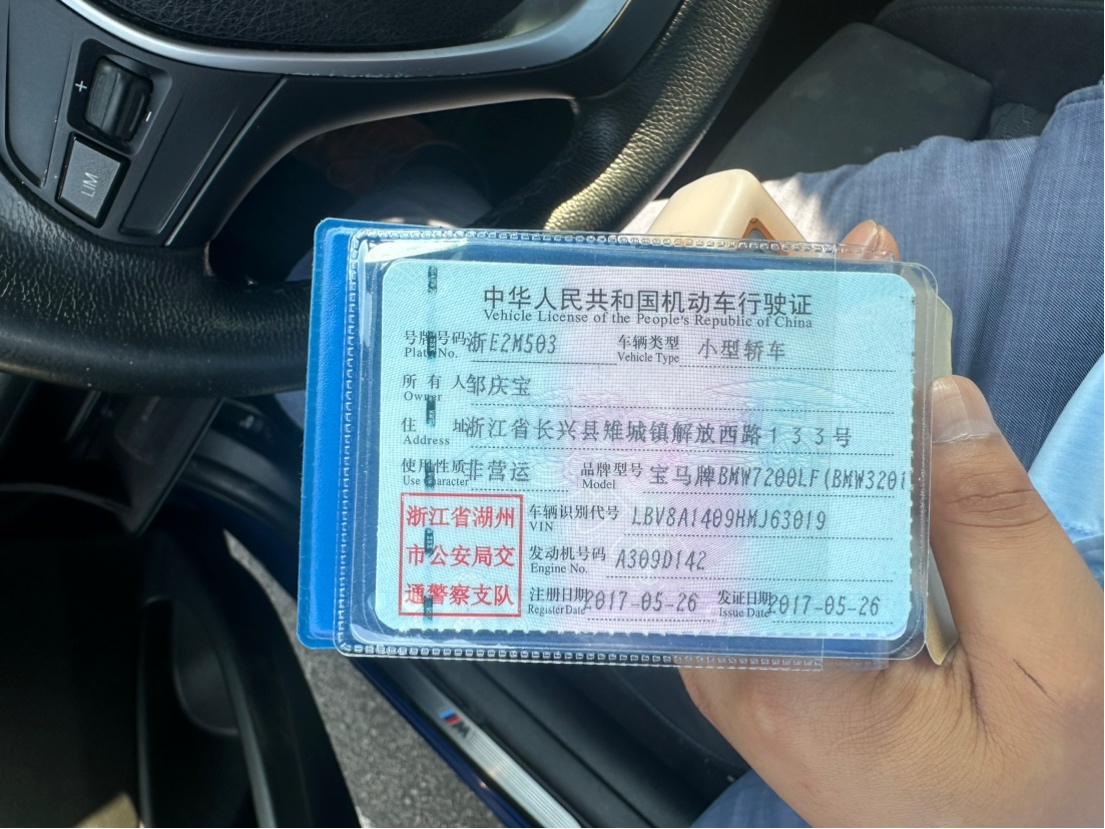 +
-
LIM
中华人民共和国机动车行驶证
Vehicle License of the People's Republic of China
号牌号码 浙E2M503 车辆类型 小型轿车
Plate No. Vehicle Type
所有人 邹庆宝
Owner
住址 浙江省长兴县雉城镇解放西路133号
Address
使用性质 非营运 品牌型号 宝马牌BMW7200LF(BMW320i
Use Character Model
浙江省湖州
市公安局交
通警察支队
车辆识别代号 LBV8A1409HMJ63019
VIN
发动机号码 A309D142
Engine No.
注册日期 2017-05-26 发证日期 2017-05-26
Register Date Issue Date
M